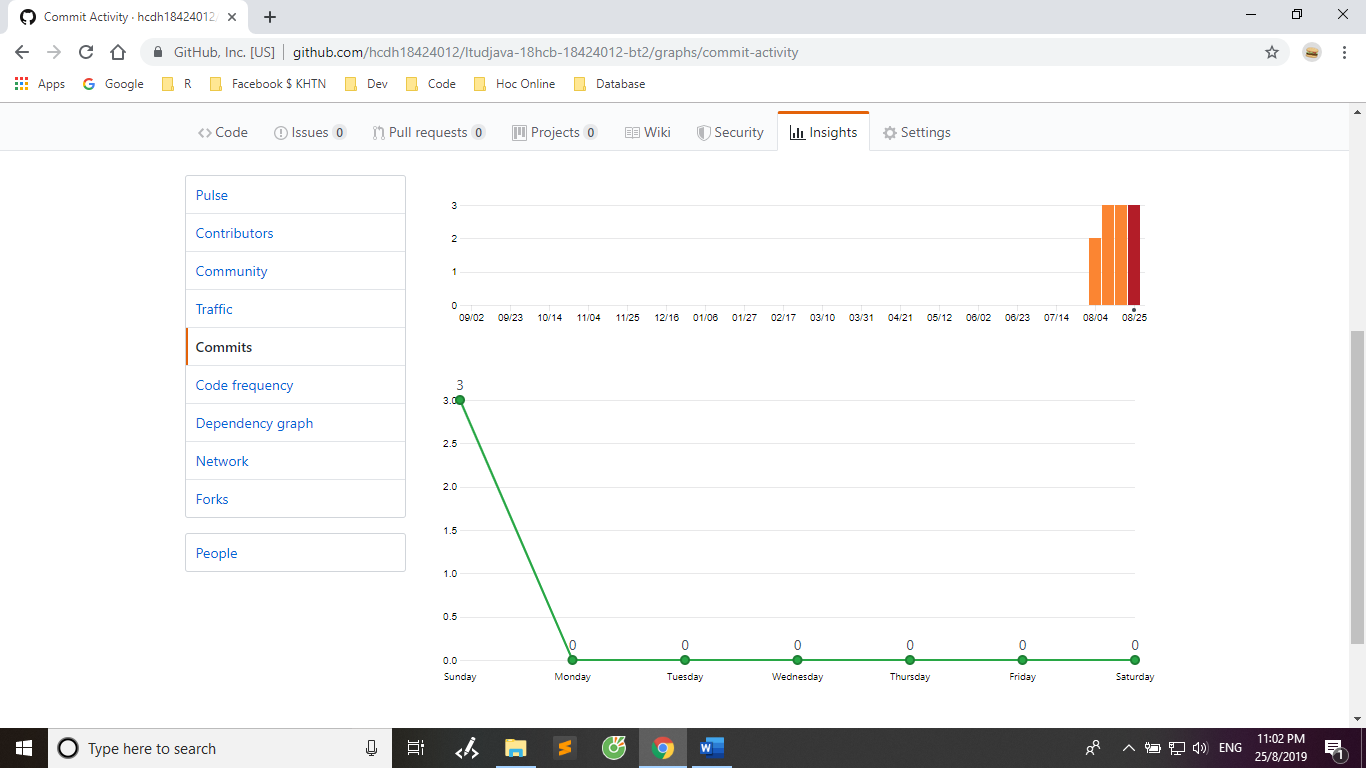 Commit Activity · hcdh18424012
GitHub, Inc. [US] github.com/hcdh18424012/ltudjava-18hcb-18424012-bt2/graphs/commit-activity
Apps Google R Facebook $ KHTN Dev Code Hoc Online Database
Code Issues 0 Pull requests 0 Projects 0 Wiki Security Insights Settings
Pulse
Contributors
Community
Traffic
Commits
Code frequency
Dependency graph
Network
Forks
People
3
2
1
0
09/02 09/23 10/14 11/04 11/25 12/16 01/06 01/27 02/17 03/10 03/31 04/21 05/12 06/02 06/23 07/14 08/04 08/25
3
3.0
2.5
2.0
1.5
1.0
0.5
0 0 0 0 0 0
0.0
Sunday Monday Tuesday Wednesday Thursday Friday Saturday
Type here to search
ENG
11:02 PM
25/8/2019
1